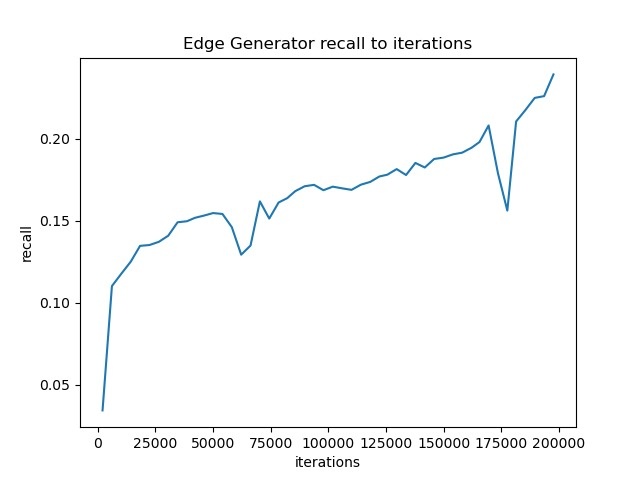 Edge Generator recall to iterations
0.20
0.15
0.10
0.05
recall
0 25000 50000 75000 100000 125000 150000 175000 200000
iterations